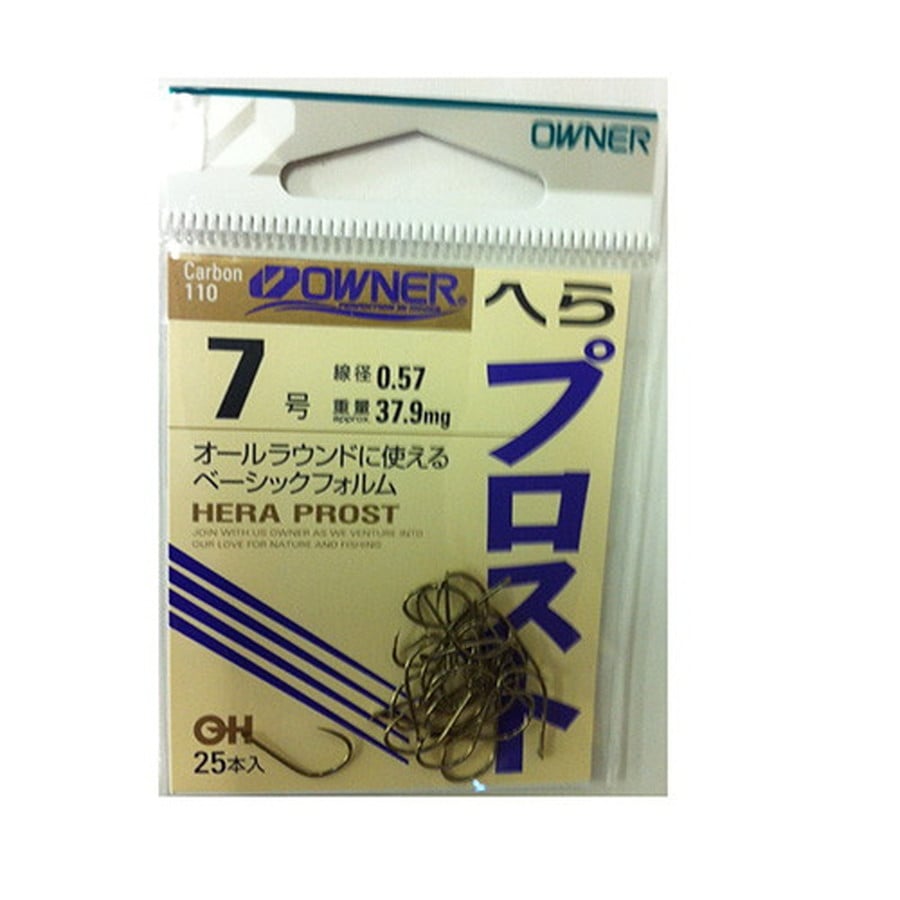 OWNER
Carbon
110
OWNER
へら
プロスト
7号
線径 0.57
重量 approx. 37.9mg
オールラウンドに使える
ベーシックフォルム
HERA PROST
JOIN WITH US OWNER AS WE VENTURE INTO
OUR LOVE FOR NATURE AND FISHING
OH
25本入